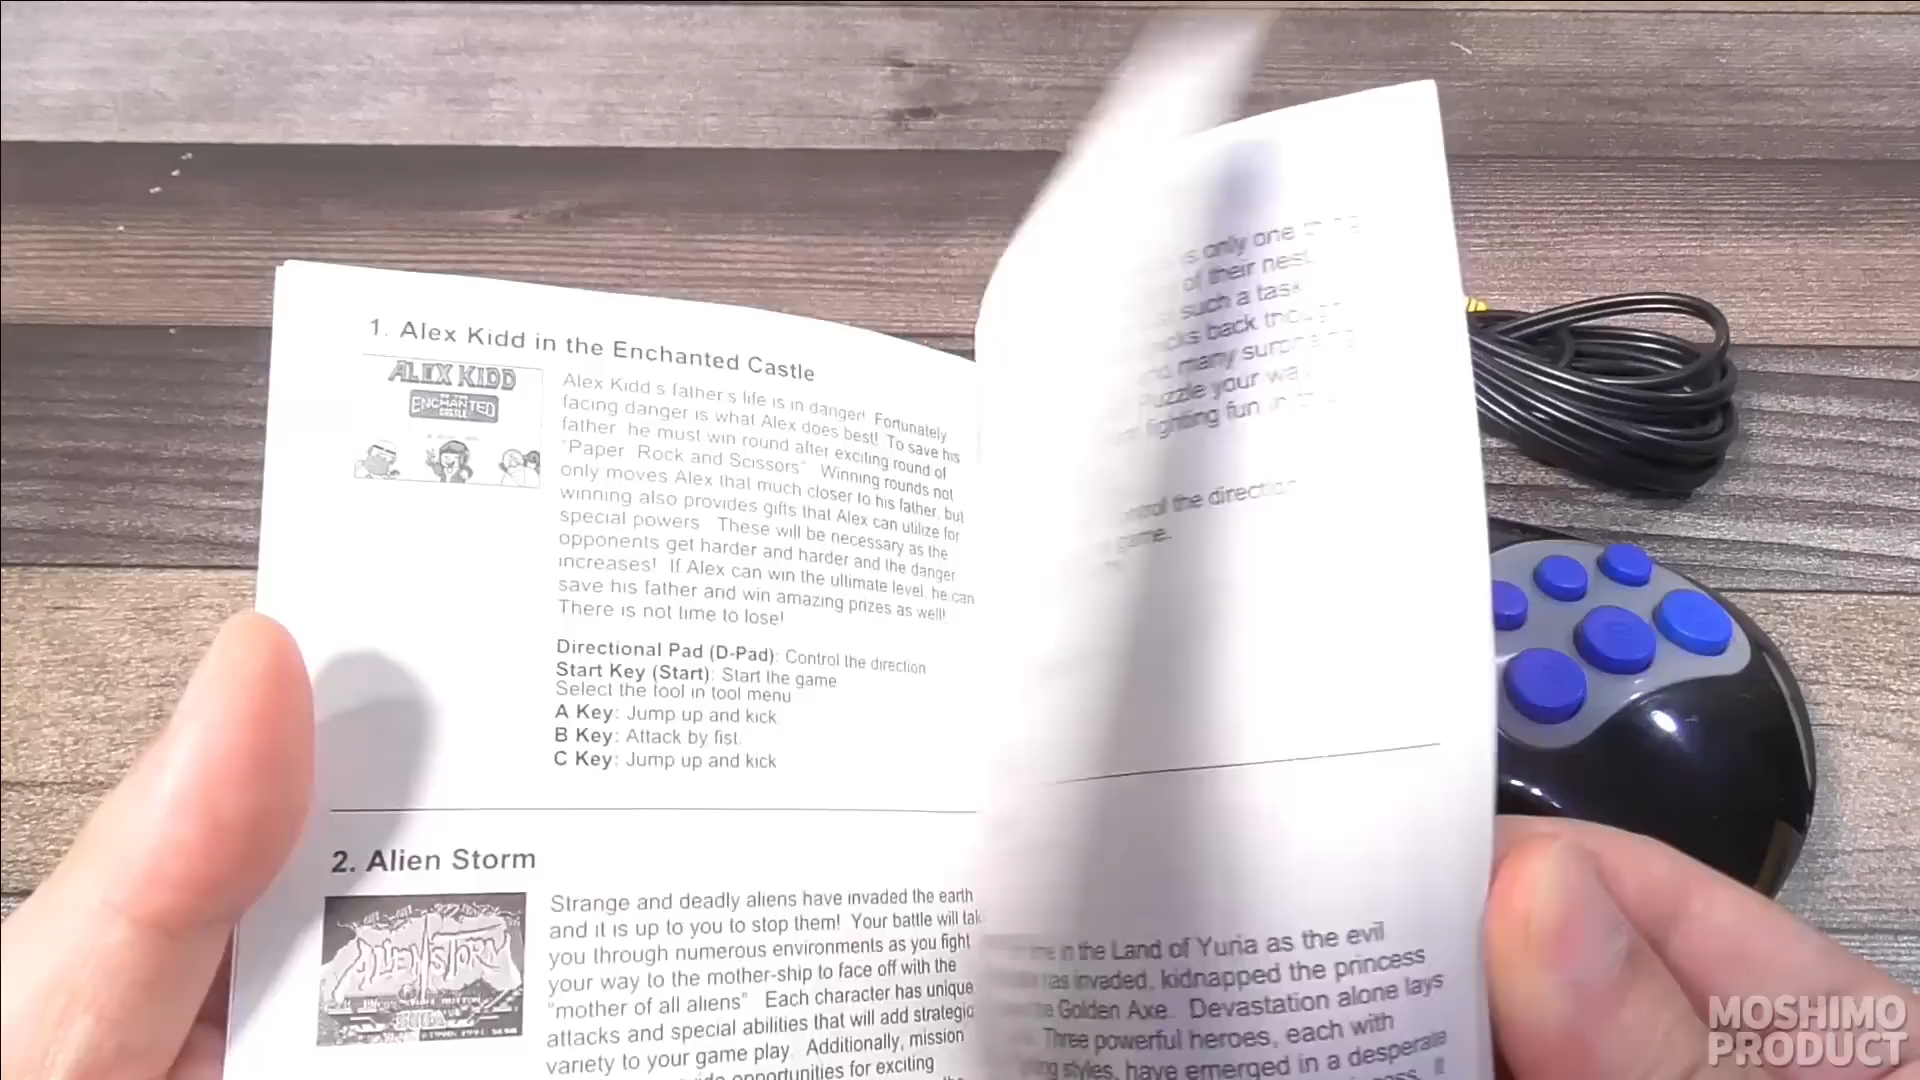 1. Alex Kidd in the Enchanted Castle
ALEX KIDD
IN THE
ENCHANTED
CASTLE
Alex Kidd s father s life is in danger! Fortunately
facing danger is what Alex does best! To save his
father he must win round after exciting round of
"Paper Rock and Scissors" Winning rounds not
only moves Alex that much closer to his father, but
winning also provides gifts that Alex can utilize for
special powers These will be necessary as the
opponents get harder and harder and the danger
increases! If Alex can win the ultimate level, he can
save his father and win amazing prizes as well!
There is not time to lose!
Directional Pad (D-Pad): Control the direction
Start Key (Start): Start the game
Select the tool in tool menu
A Key: Jump up and kick
B Key: Attack by fist.
C Key: Jump up and kick
2. Alien Storm
ALIEN STORM
SEGA
Strange and deadly aliens have invaded the earth
and it is up to you to stop them! Your battle will
you through numerous environments as you fight
your way to the mother-ship to face off with the
"mother of all aliens" Each character has unique
attacks and special abilities that will add strategic
variety to your game play. Additionally, mission
opportunities for exciting
is only one
of their nest
such a task
back
many
Puzzle your
fighting fun in
the direction
game.
in the Land of Yuria as the evil
has invaded, kidnapped the princess
Golden Axe. Devastation alone lays
Three powerful heroes, each with
styles, have emerged in a desperate
MOSHIMO
PRODUCT